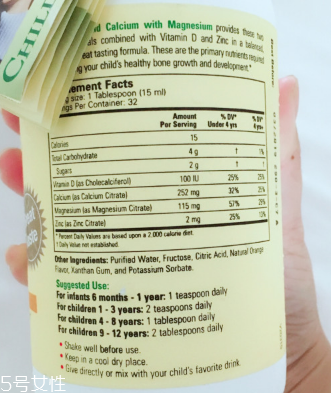 CHILD
Calcium with Magnesium provides these two
combined with Vitamin D and Zinc in a balanced,
eat tasting formula. These are the primary nutrients required
g your child's healthy bone growth and development.*
ement Facts
g size: 1 Tablespoon (15 ml)
ngs Per Container: 32
Amount Per Serving % DV* Under 4 yrs % DV* 4 yrs+
Calories 15
Total Carbohydrate 4 g † 1%
Sugars 2 g † †
Vitamin D (as Cholecalciferol) 100 IU 25% 25%
Calcium (as Calcium Citrate) 252 mg 32% 25%
Magnesium (as Magnesium Citrate) 115 mg 57% 28%
Zinc (as Zinc Citrate) 2 mg 25% 13%
* Percent Daily Values are based upon a 2,000 calorie diet.
† Daily Value not established.
Other Ingredients: Purified Water, Fructose, Citric Acid, Natural Orange
Flavor, Xanthan Gum, and Potassium Sorbate.
Suggested Use:
For infants 6 months - 1 year: 1 teaspoon daily
For children 1 - 3 years: 2 teaspoons daily
For children 4 - 8 years: 1 tablespoon daily
For children 9 - 12 years: 2 tablespoons daily
• Shake well before use.
• Keep in a cool dry place.
• Give directly or mix with your child's favorite drink.
5号女性